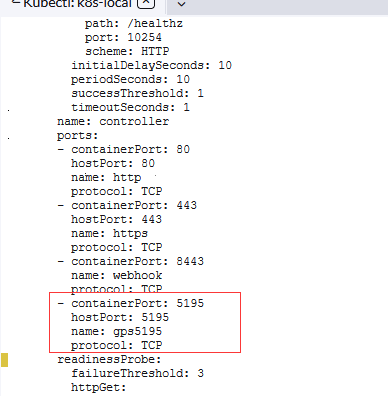 Kubectl: k8s-local
path: /healthz
port: 10254
scheme: HTTP
initialDelaySeconds: 10
periodSeconds: 10
successThreshold: 1
timeoutSeconds: 1
name: controller
ports:
- containerPort: 80
hostPort: 80
name: http
protocol: TCP
- containerPort: 443
hostPort: 443
name: https
protocol: TCP
- containerPort: 8443
name: webhook
protocol: TCP
- containerPort: 5195
hostPort: 5195
name: gps5195
protocol: TCP
readinessProbe:
failureThreshold: 3
httpGet: